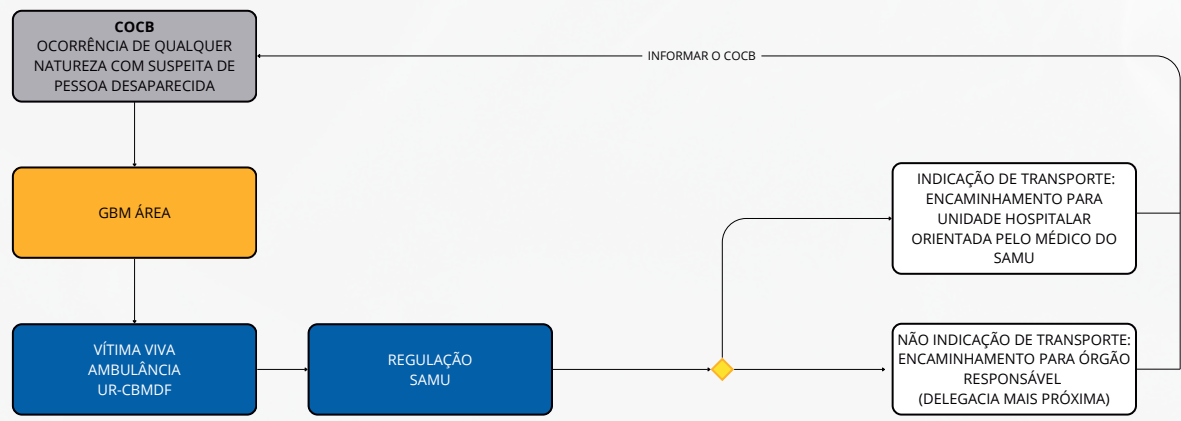 COCB
OCORRÊNCIA DE QUALQUER
NATUREZA COM SUSPEITA DE
PESSOA DESAPARECIDA
INFORMAR O COCB
GBM ÁREA
INDICAÇÃO DE TRANSPORTE:
ENCAMINHAMENTO PARA
UNIDADE HOSPITALAR
ORIENTADA PELO MÉDICO DO
SAMU
VÍTIMA VIVA
AMBULÂNCIA
UR-CBMDF
REGULAÇÃO
SAMU
NÃO INDICAÇÃO DE TRANSPORTE:
ENCAMINHAMENTO PARA ÓRGÃO
RESPONSÁVEL
(DELEGACIA MAIS PRÓXIMA)